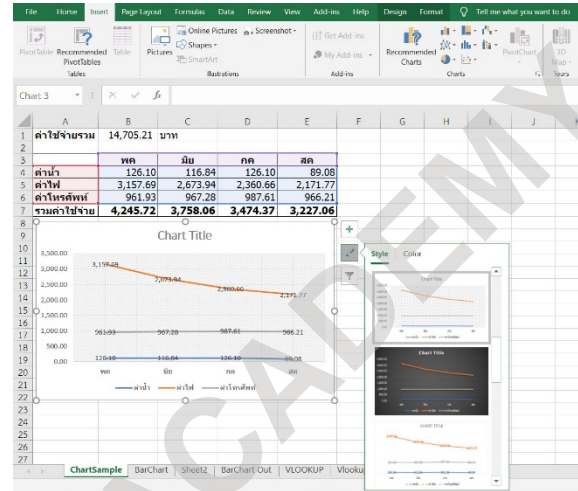 File Home Insert Page Layout Formulas Data Review View Add-ins Help Design Format Tell me what you want to do
PivotTable Recommended PivotTables Table Pictures Online Pictures Shapes SmartArt Screenshot Get Add-ins My Add-ins Recommended Charts PivotChart 3D Map
Tables Illustrations Add-ins Charts Tours
Chart 3 fx
A B C D E F G H I J
1 ค่าใช้จ่ายรวม 14,705.21 บาท
2
3 พค มิย กค สค
4 ค่าน้ำ 126.10 116.84 126.10 89.08
5 ค่าไฟ 3,157.69 2,673.94 2,360.66 2,171.77
6 ค่าโทรศัพท์ 961.93 967.28 987.61 966.21
7 รวมค่าใช้จ่าย 4,245.72 3,758.06 3,474.37 3,227.06
8
9 Chart Title
10 Style Color
11 3,500.00
12 3,000.00 3,157.69
13 2,500.00 2,673.94 2,360.66 2,171.77
14 2,000.00
15 1,500.00
16 1,000.00 961.93 967.28 987.61 966.21
17
18 500.00
19 0.00 126.10 116.84 126.10 89.08
20 พค มิย กค สค
21 ค่าน้ำ ค่าไฟ ค่าโทรศัพท์
22
23
24
25
26
27
Chart Title
Chart Title
CHART TITLE
ChartSample BarChart Sheet2 BarChart Out VLOOKUP Vlooku
ACADEMY